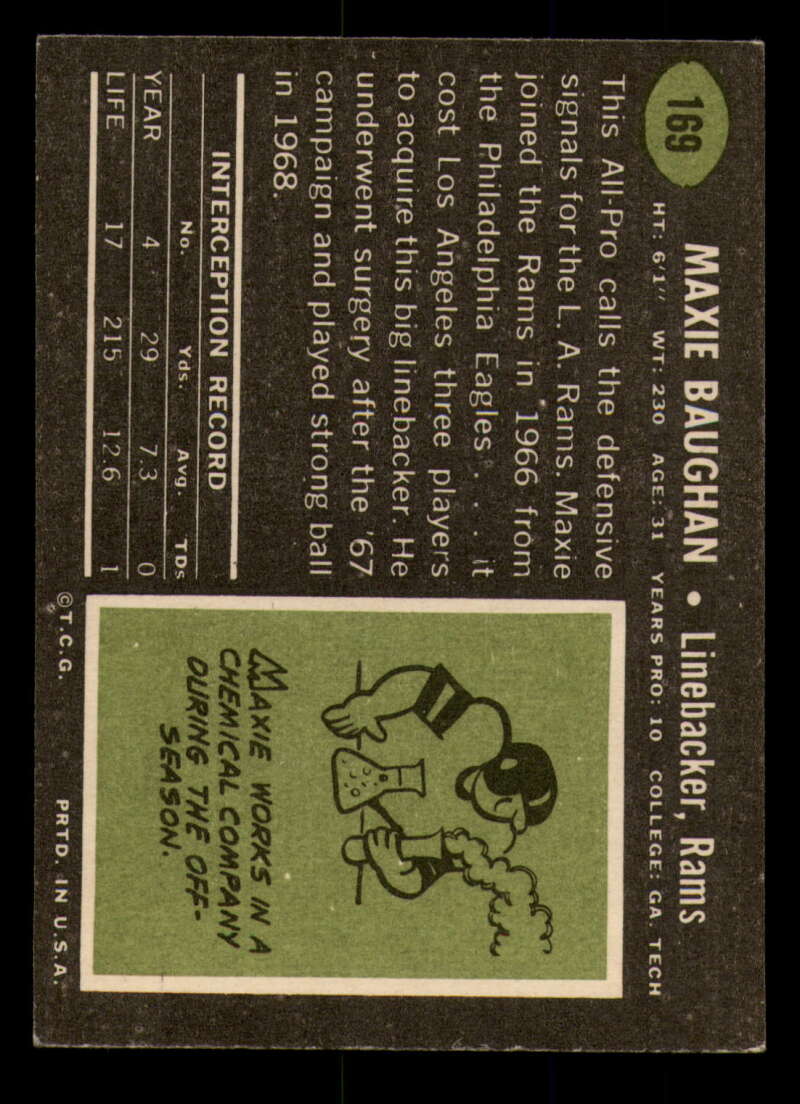 169
MAXIE BAUGHAN • Linebacker, Rams
HT: 6'1" WT: 230 AGE: 31 YEARS PRO: 10 COLLEGE: GA. TECH
This All-Pro calls the defensive
signals for the L. A. Rams. Maxie
joined the Rams in 1966 from
the Philadelphia Eagles . . . it
cost Los Angeles three players
to acquire this big linebacker. He
underwent surgery after the '67
campaign and played strong ball
in 1968.
INTERCEPTION RECORD
No. Yds. Avg. TDs
YEAR 4 29 7.3 0
LIFE 17 215 12.6 1
MAXIE WORKS IN A
CHEMICAL COMPANY
DURING THE OFF-
SEASON.
©T.C.G. PRTD. IN U.S.A.